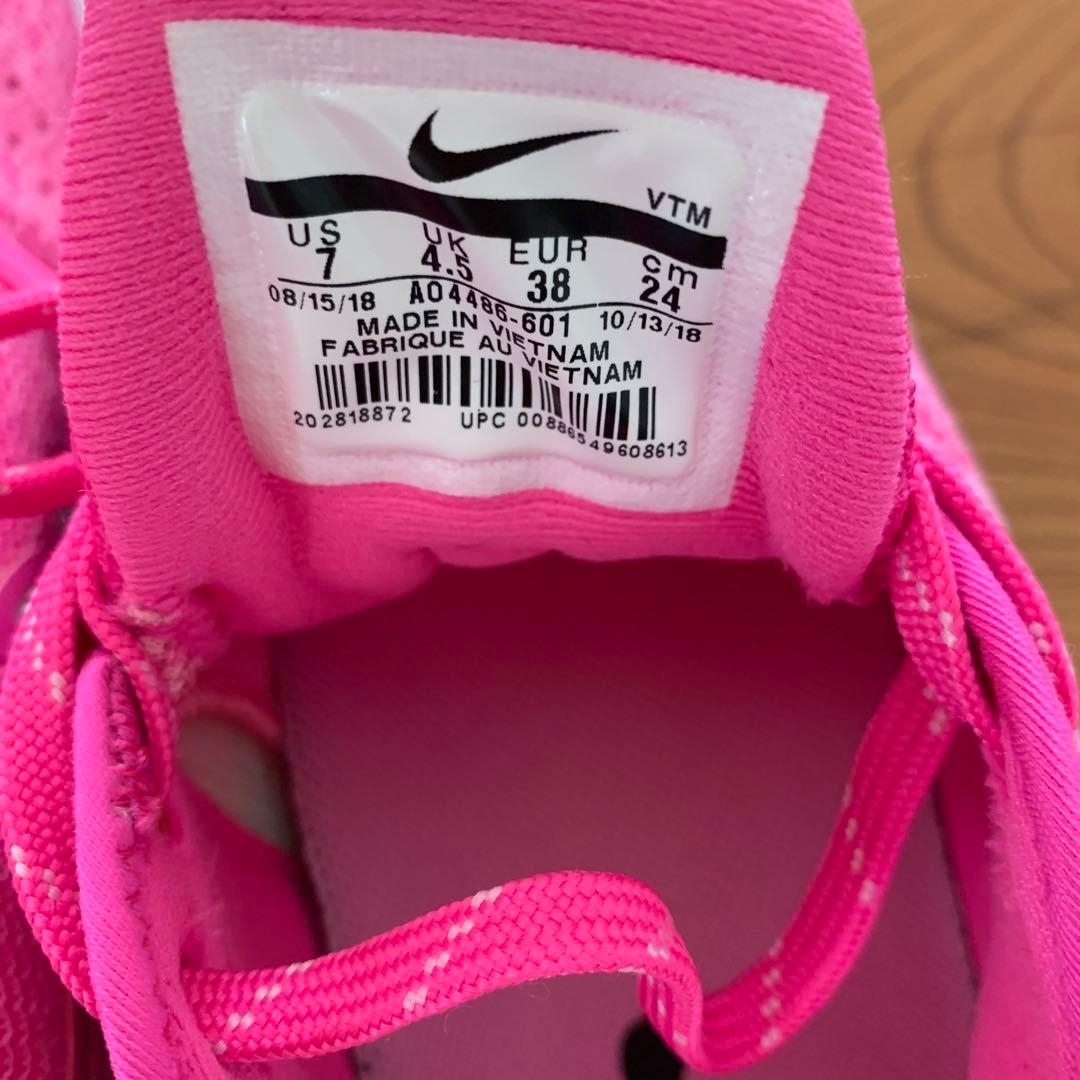 VTM
US UK EUR cm
7 4.5 38 24
08/15/18 AO4486-601 10/13/18
MADE IN VIETNAM
FABRIQUE AU VIETNAM
202818872 UPC 00886549608613